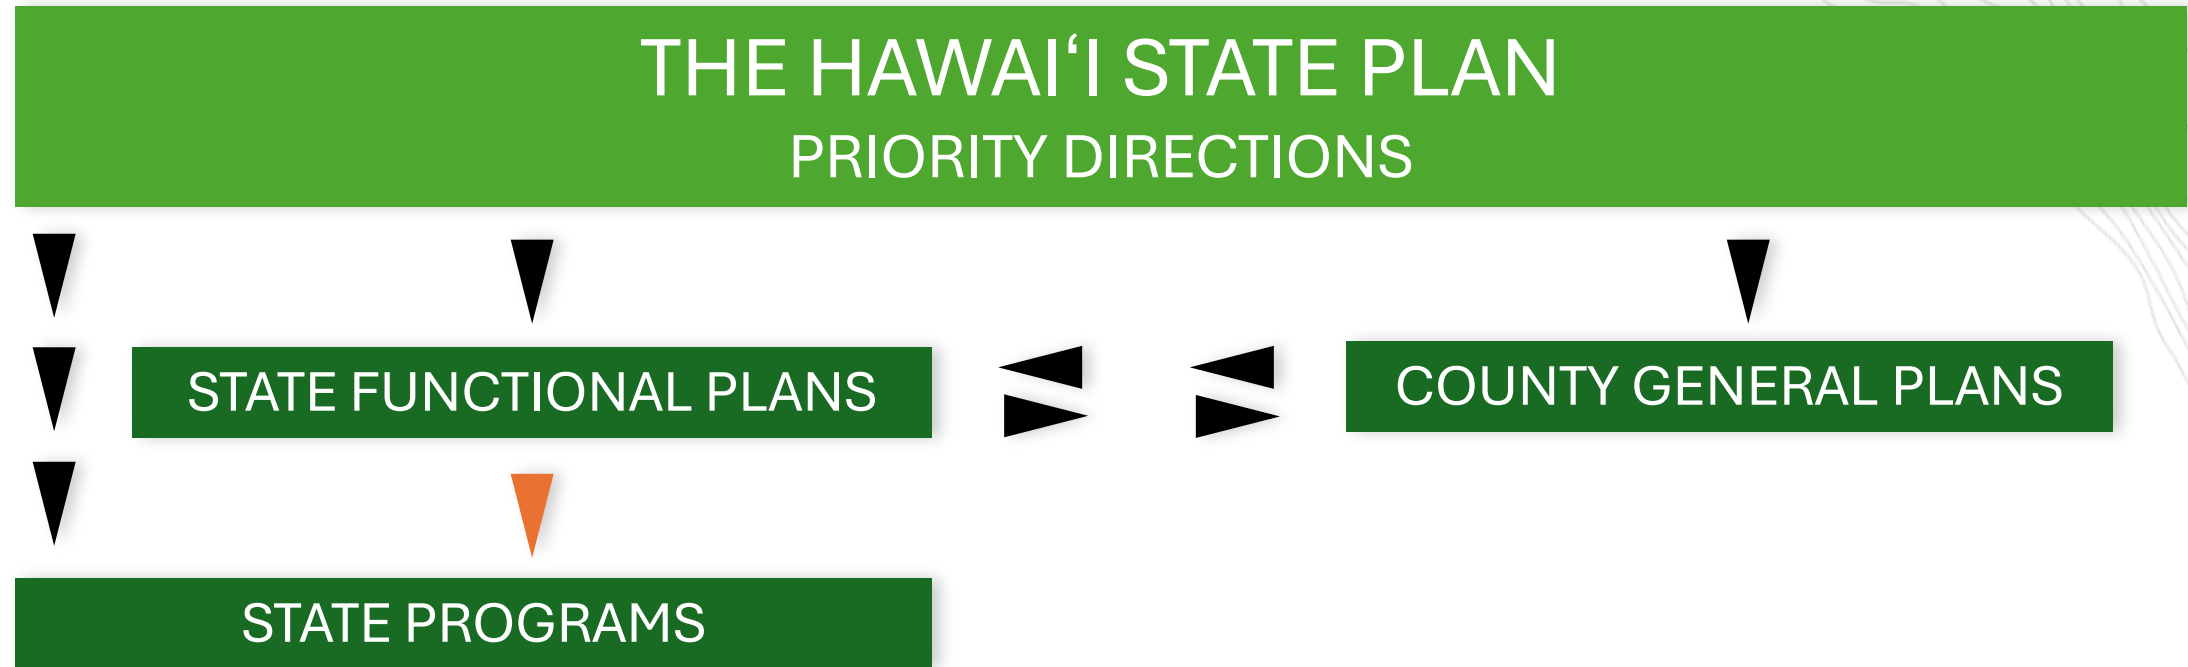 THE HAWAIʻI STATE PLAN
PRIORITY DIRECTIONS
STATE FUNCTIONAL PLANS
COUNTY GENERAL PLANS
STATE PROGRAMS